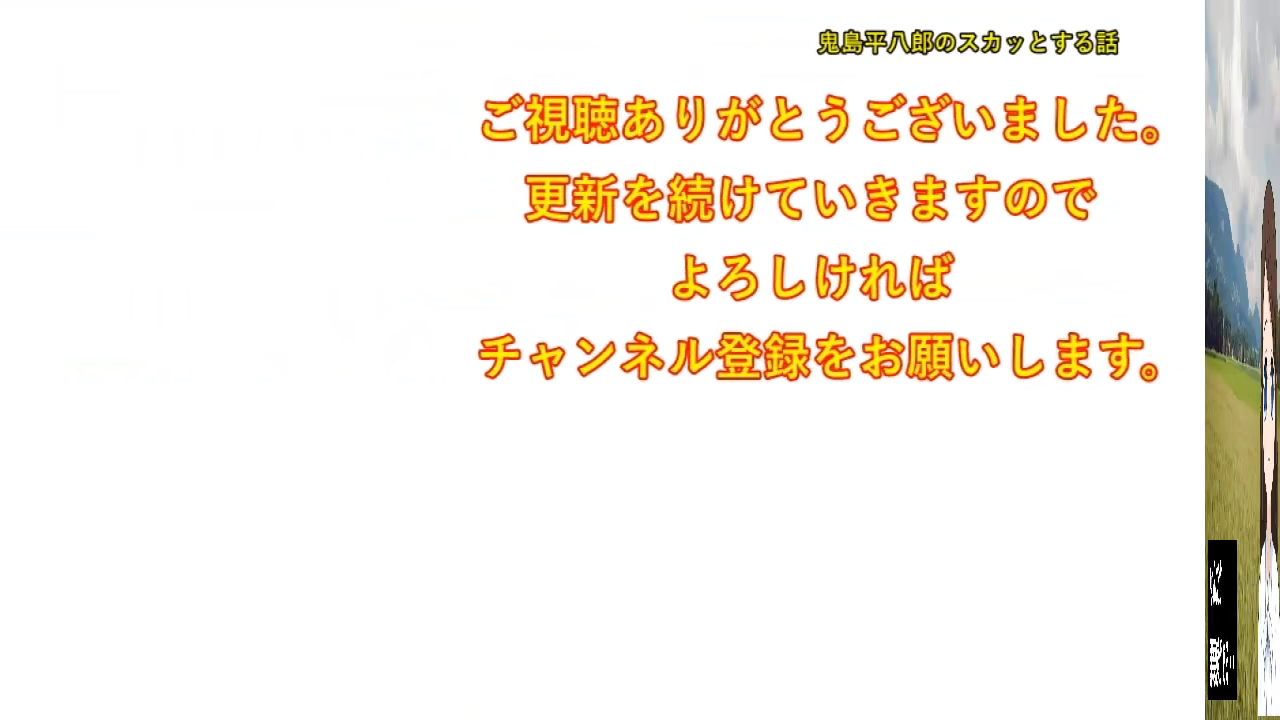 鬼島平八郎のスカッとする話
ご視聴ありがとうございました。
更新を続けていきますので
よろしければ
チャンネル登録をお願いします。